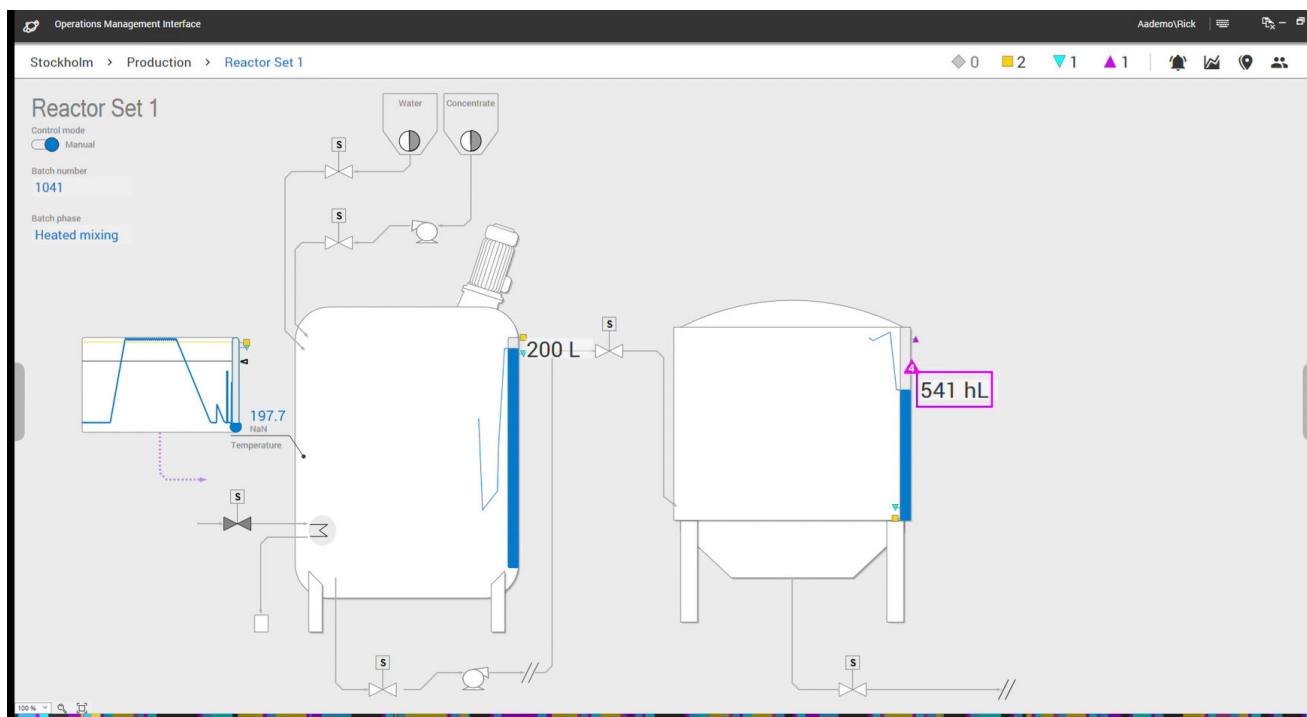 Operations Management Interface
Aademo\Rick
Stockholm > Production > Reactor Set 1
0 2 1 1
Reactor Set 1
Control mode
Manual
Batch number
1041
Batch phase
Heated mixing
Water
Concentrate
S
S
S
200 L
4
541 hL
197.7
NaN
Temperature
S
S
S
100 %